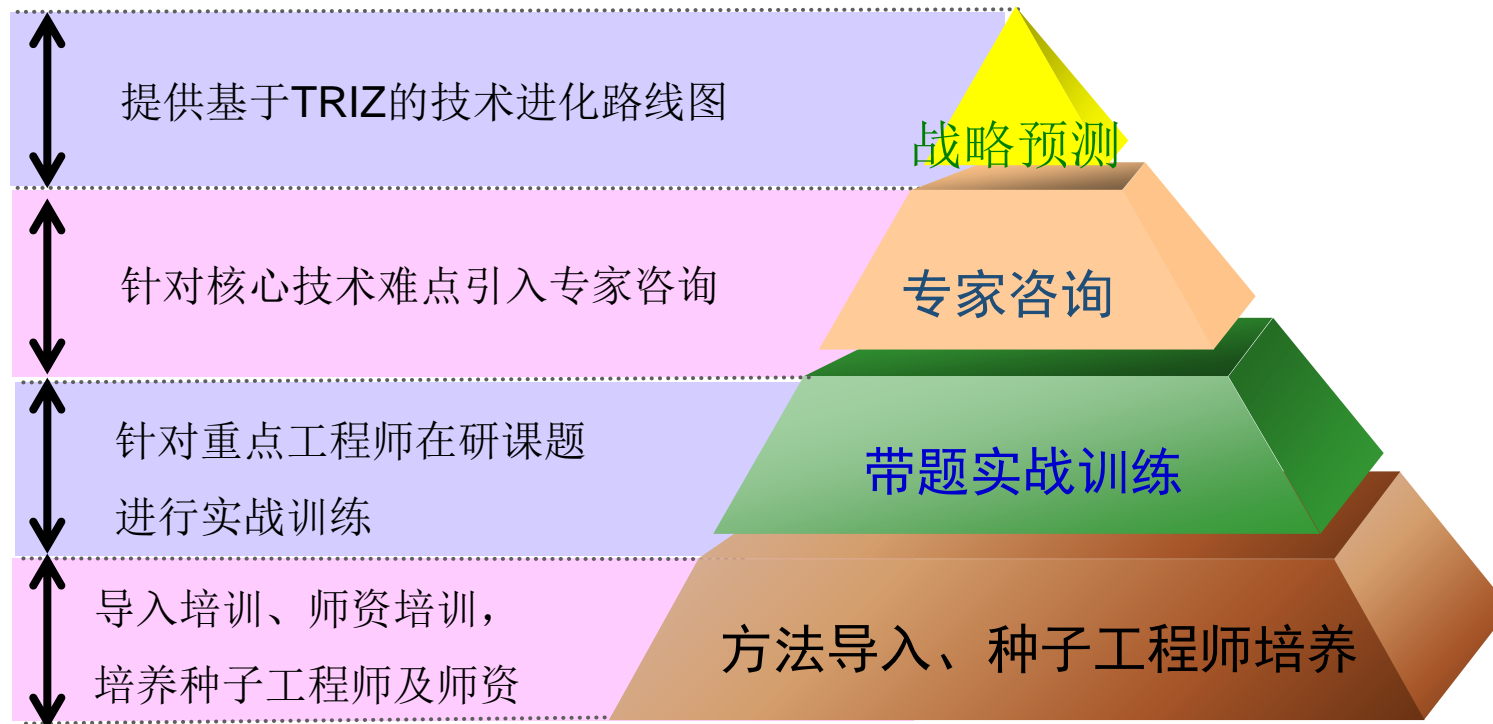 提供基于TRIZ的技术进化路线图
战略预测
针对核心技术难点引入专家咨询
专家咨询
针对重点工程师在研课题
进行实战训练
带题实战训练
导入培训、师资培训，
培养种子工程师及师资
方法导入、种子工程师培养